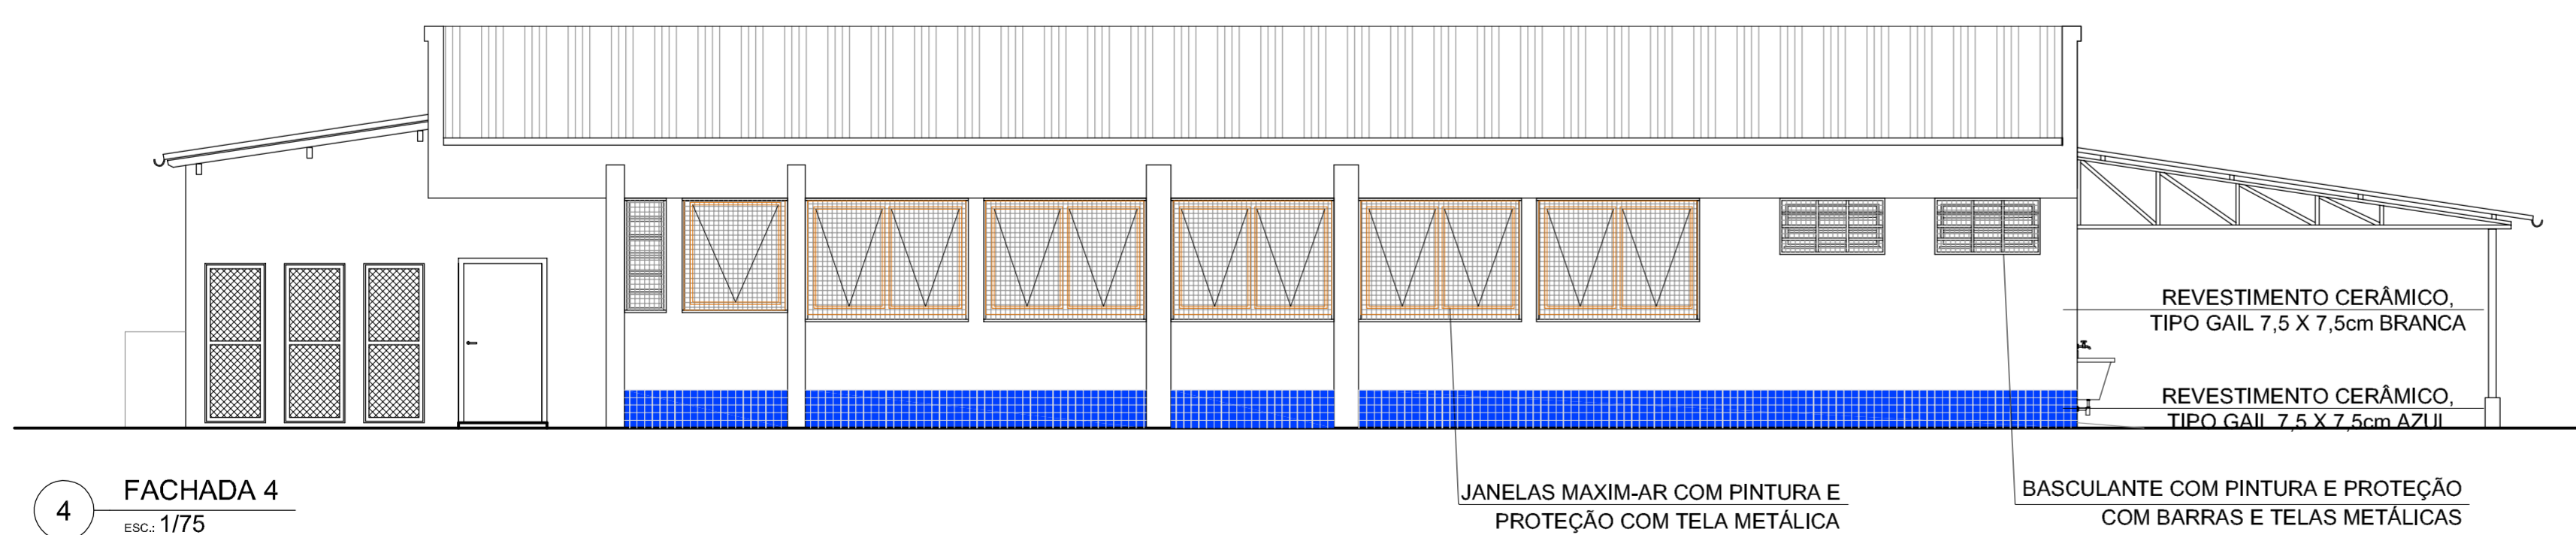 REVESTIMENTO CERÂMICO,
TIPO GAIL 7,5 X 7,5cm BRANCA
REVESTIMENTO CERÂMICO,
TIPO GAIL 7,5 X 7,5cm AZUL
4
FACHADA 4
ESC.: 1/75
JANELAS MAXIM-AR COM PINTURA E
PROTEÇÃO COM TELA METÁLICA
BASCULANTE COM PINTURA E PROTEÇÃO
COM BARRAS E TELAS METÁLICAS